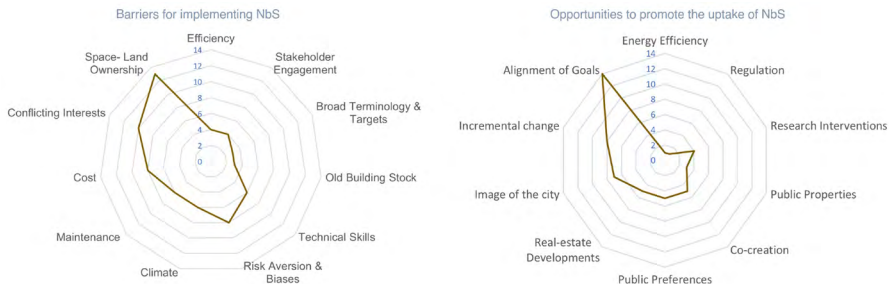 Barriers for implementing NbS
Efficiency
14
12
10
8
6
4
2
0
Stakeholder
Engagement
Broad Terminology &
Targets
Old Building Stock
Technical Skills
Risk Aversion &
Biases
Climate
Maintenance
Cost
Conflicting Interests
Space- Land
Ownership
Opportunities to promote the uptake of NbS
Energy Efficiency
14
12
10
8
6
4
2
0
Regulation
Research Interventions
Public Properties
Co-creation
Public Preferences
Real-estate
Developments
Image of the city
Incremental change
Alignment of Goals